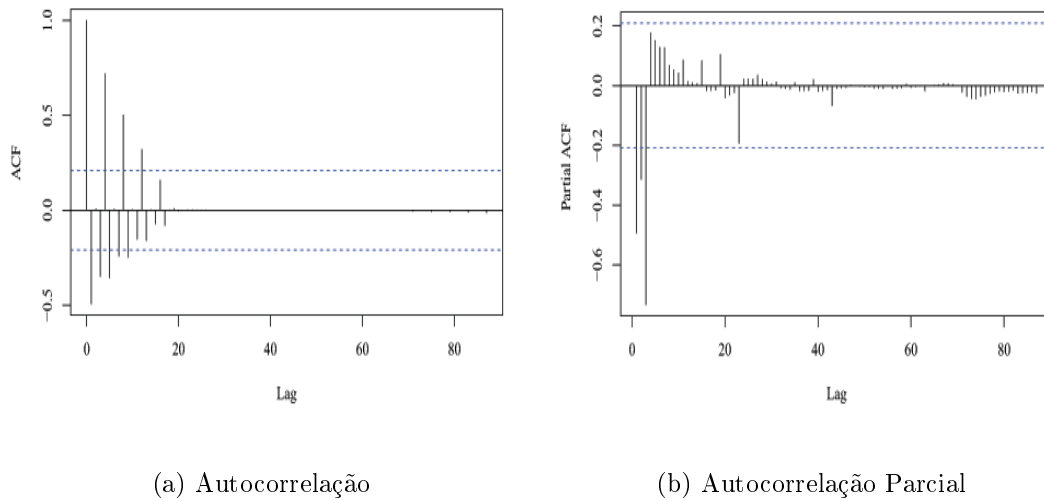 ACF
1.0
0.5
0.0
−0.5
0 20 40 60 80
Lag
Partial ACF
0.2
0.0
−0.2
−0.4
−0.6
0 20 40 60 80
Lag
(a) Autocorrelação
(b) Autocorrelação Parcial